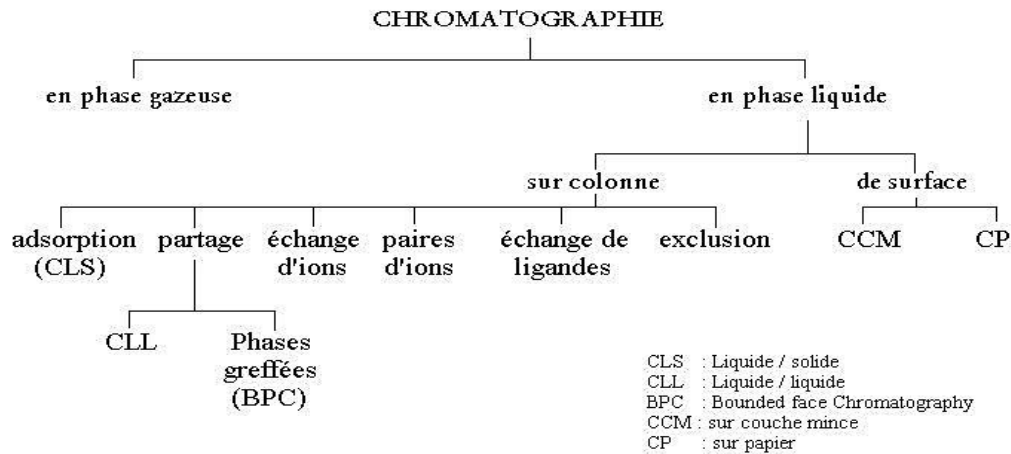 CHROMATOGRAPHIE
en phase gazeuse
en phase liquide
sur colonne
de surface
adsorption
(CLS)
partage
échange
d'ions
paires
d'ions
échange de
ligandes
exclusion
CCM
CP
CLL
Phases
greffées
(BPC)
CLS : Liquide / solide
CLL : Liquide / liquide
BPC : Bounded face Chromatography
CCM : sur couche mince
CP : sur papier